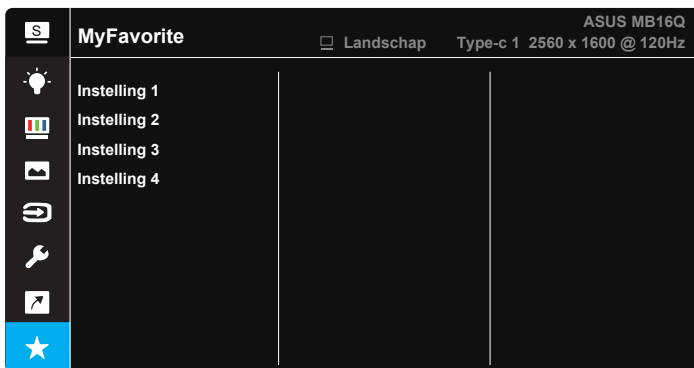 S
MyFavorite
ASUS MB16Q
Landschap Type-c 1 2560 x 1600 @ 120Hz
Instelling 1
Instelling 2
Instelling 3
Instelling 4